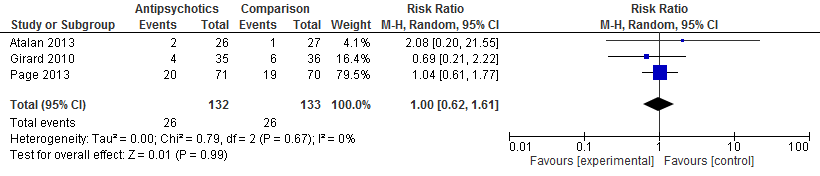 Antipsychotics Comparison Risk Ratio Risk Ratio
Study or Subgroup Events Total Events Total Weight M-H, Random, 95% CI M-H, Random, 95% CI
Atalan 2013 2 26 1 27 4.1% 2.08 [0.20, 21.55]
Girard 2010 4 35 6 36 16.4% 0.69 [0.21, 2.22]
Page 2013 20 71 19 70 79.5% 1.04 [0.61, 1.77]
Total (95% CI) 132 133 100.0% 1.00 [0.62, 1.61]
Total events 26 26
Heterogeneity: Tau² = 0.00; Chi² = 0.79, df = 2 (P = 0.67); I² = 0%
Test for overall effect: Z = 0.01 (P = 0.99)
0.01 0.1 1 10 100
Favours [experimental] Favours [control]